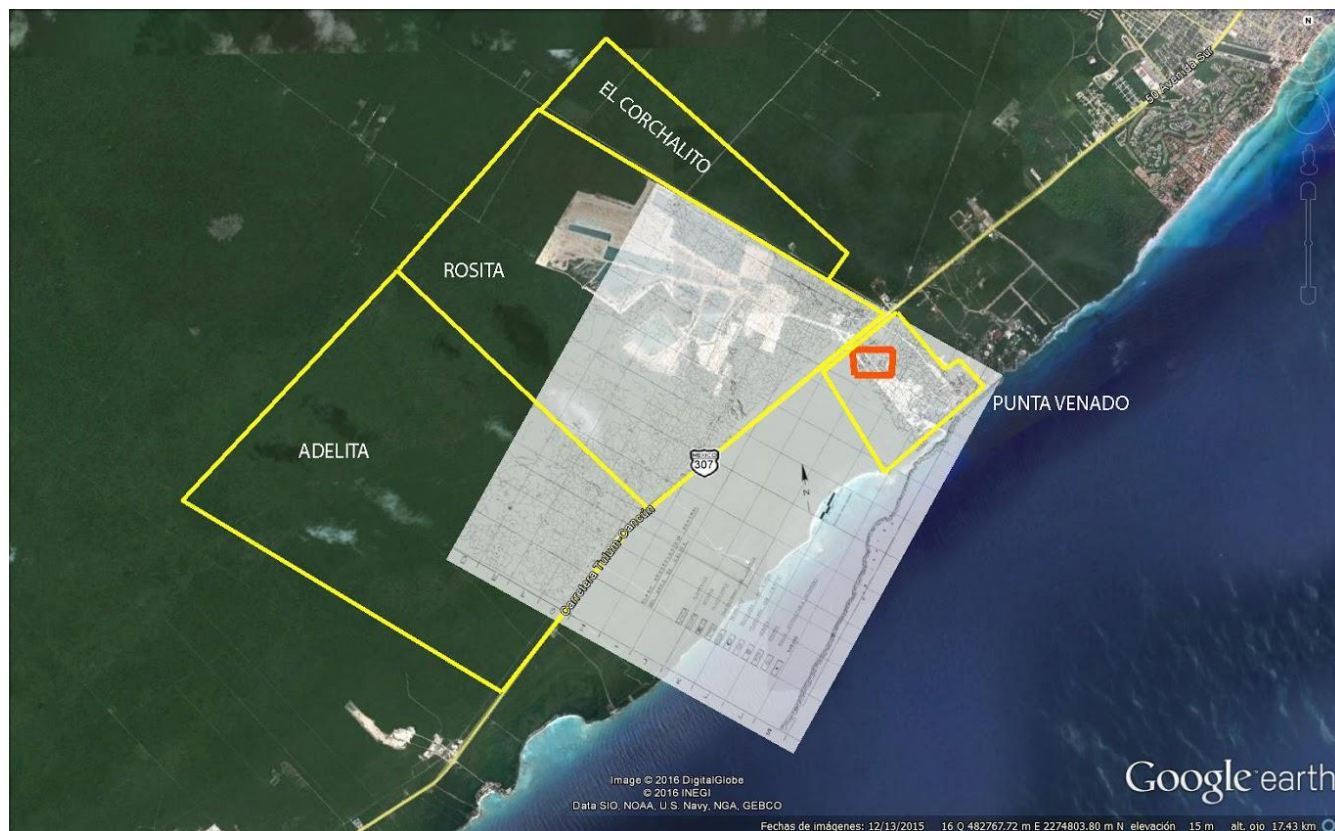 N
50 Avenida Sur
EL CORCHALITO
ROSITA
PUNTA VENADO
ADELITA
MEXICO
307
N
Carretera Tulum-Cancún
Image © 2016 DigitalGlobe
© 2016 INEGI
Data SIO, NOAA, U.S. Navy, NGA, GEBCO
Google earth
Fechas de imágenes: 12/13/2015 16 Q 482767.72 m E 2274803.80 m N elevación 15 m alt. ojo 17.43 km